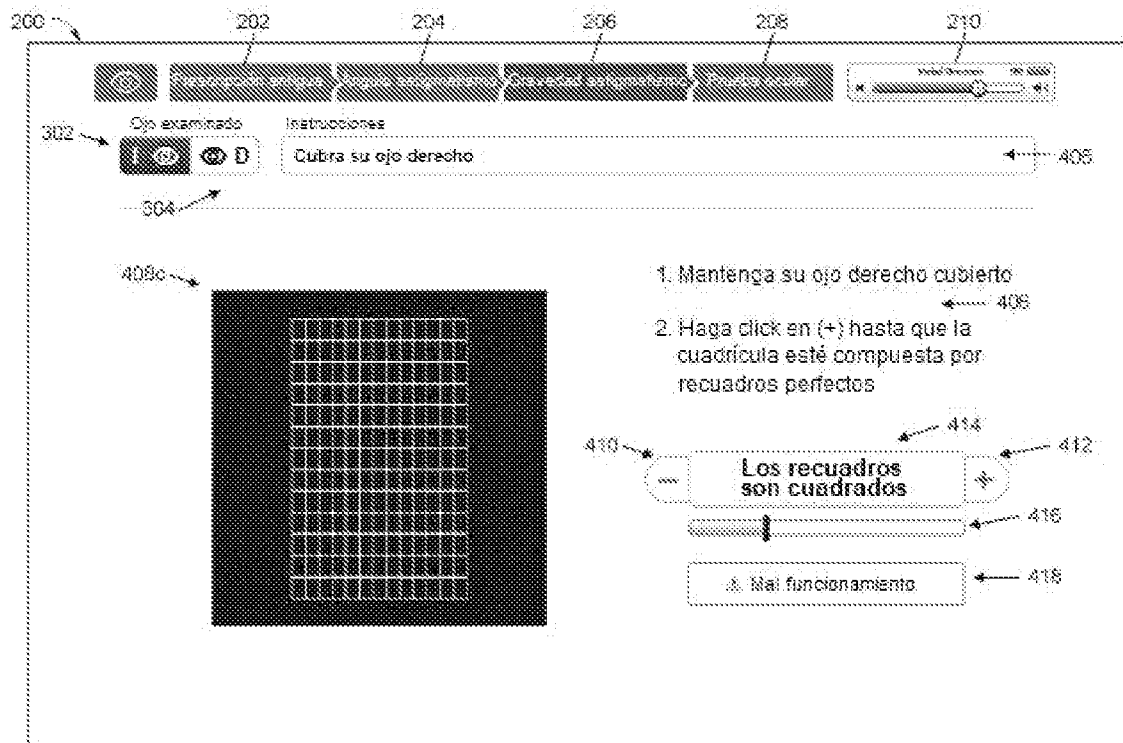 200 202 204 206 208 210
Ojo examinado Instrucciones
302 I D Cubra su ojo derecho 406
304
408c 1. Mantenga su ojo derecho cubierto
406
2. Haga click en (+) hasta que la
cuadrícula esté compuesta por
recuadros perfectos
414
410 412
− Los recuadros +
son cuadrados
416
⚠ Mal funcionamiento 418